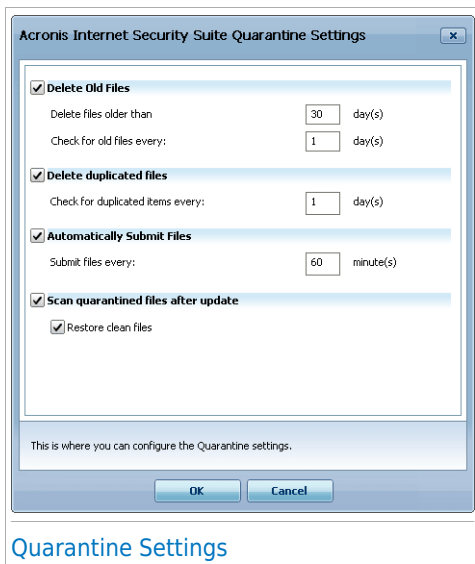 Acronis Internet Security Suite Quarantine Settings
Delete Old Files
Delete files older than 30 day(s)
Check for old files every: 1 day(s)
Delete duplicated files
Check for duplicated items every: 1 day(s)
Automatically Submit Files
Submit files every: 60 minute(s)
Scan quarantined files after update
Restore clean files
This is where you can configure the Quarantine settings.
OK Cancel
Quarantine Settings